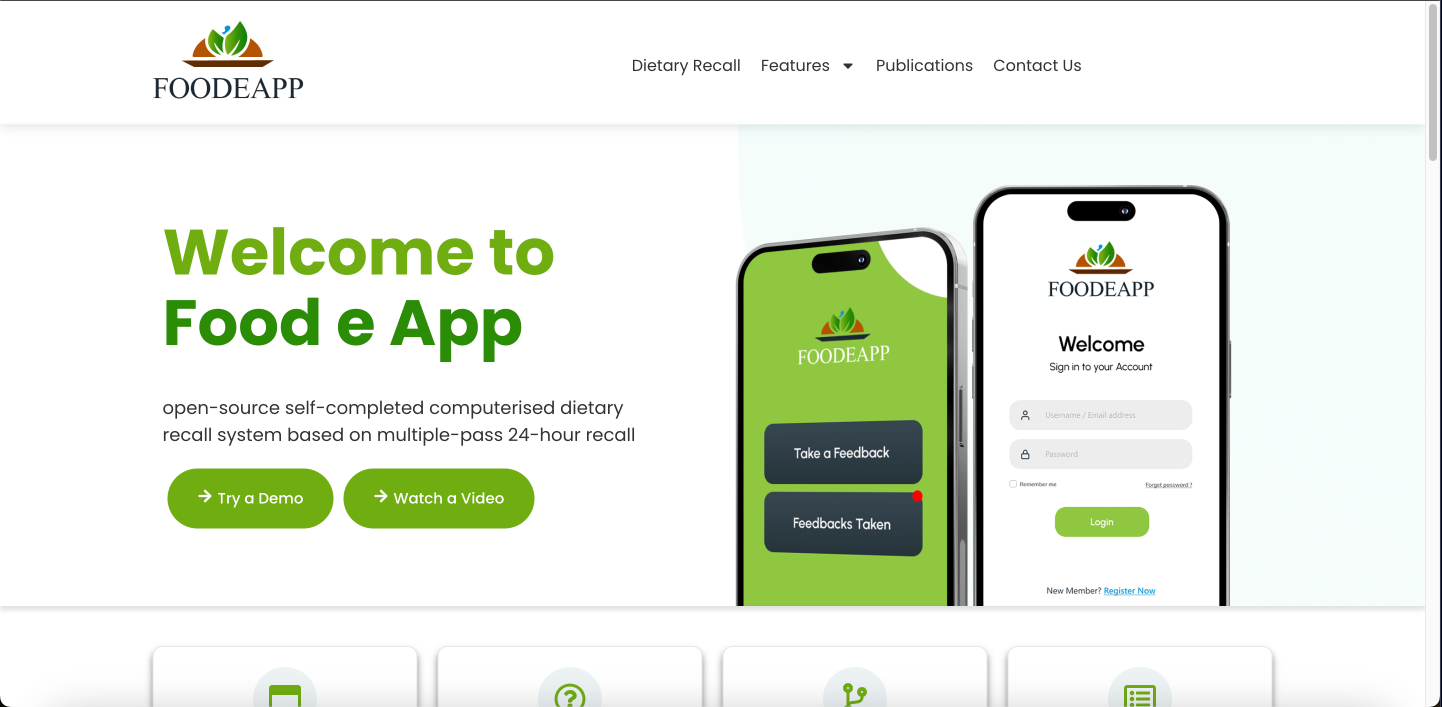 FOODEAPP
Dietary Recall Features Publications Contact Us
Welcome to
Food e App
open-source self-completed computerised dietary
recall system based on multiple-pass 24-hour recall
Try a Demo Watch a Video
FOODEAPP
Take a Feedback
Feedbacks Taken
FOODEAPP
Welcome
Sign in to your Account
Username / Email address
Password
Remember me Forgot password ?
Login
New Member? Register Now